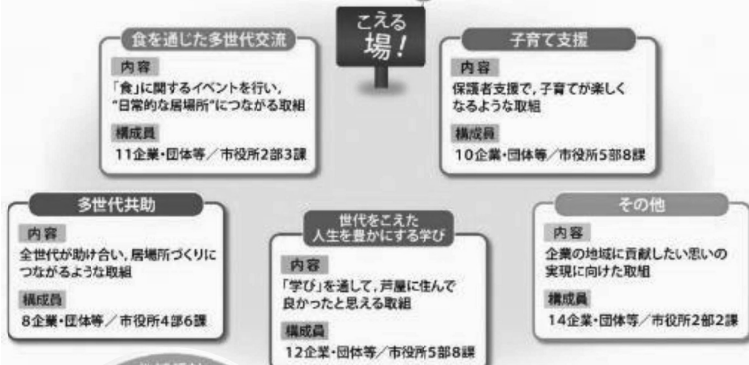 こえる
場!
食を通じた多世代交流
内容
「食」に関するイベントを行い,
“日常的な居場所”につながる取組
構成員
11企業・団体等/市役所2部3課
子育て支援
内容
保護者支援で,子育てが楽しく
なるような取組
構成員
10企業・団体等/市役所5部8課
多世代共助
内容
全世代が助け合い,居場所づくりに
つながるような取組
構成員
8企業・団体等/市役所4部6課
世代をこえた
人生を豊かにする学び
内容
「学び」を通して,芦屋に住んで
良かったと思える取組
構成員
12企業・団体等/市役所5部8課
その他
内容
企業の地域に貢献したい思いの
実現に向けた取組
構成員
14企業・団体等/市役所2部2課